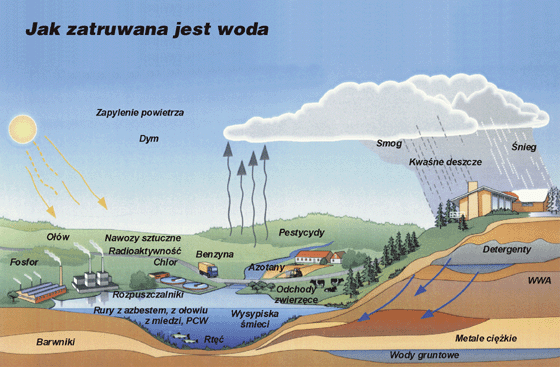 Jak zatruwana jest woda
Zapylenie powietrza
Dym
Smog
Śnieg
Kwaśne deszcze
Ołów
Nawozy sztuczne
Pestycydy
Radioaktywność
Benzyna
Detergenty
Fosfor
Chlor
Azotany
WWA
Odchody
zwierzęce
Rozpuszczalniki
Rury z azbestem, z ołowiu
z miedzi, PCW
Wysypiska
śmieci
Barwniki
Rtęć
Metale ciężkie
Wody gruntowe